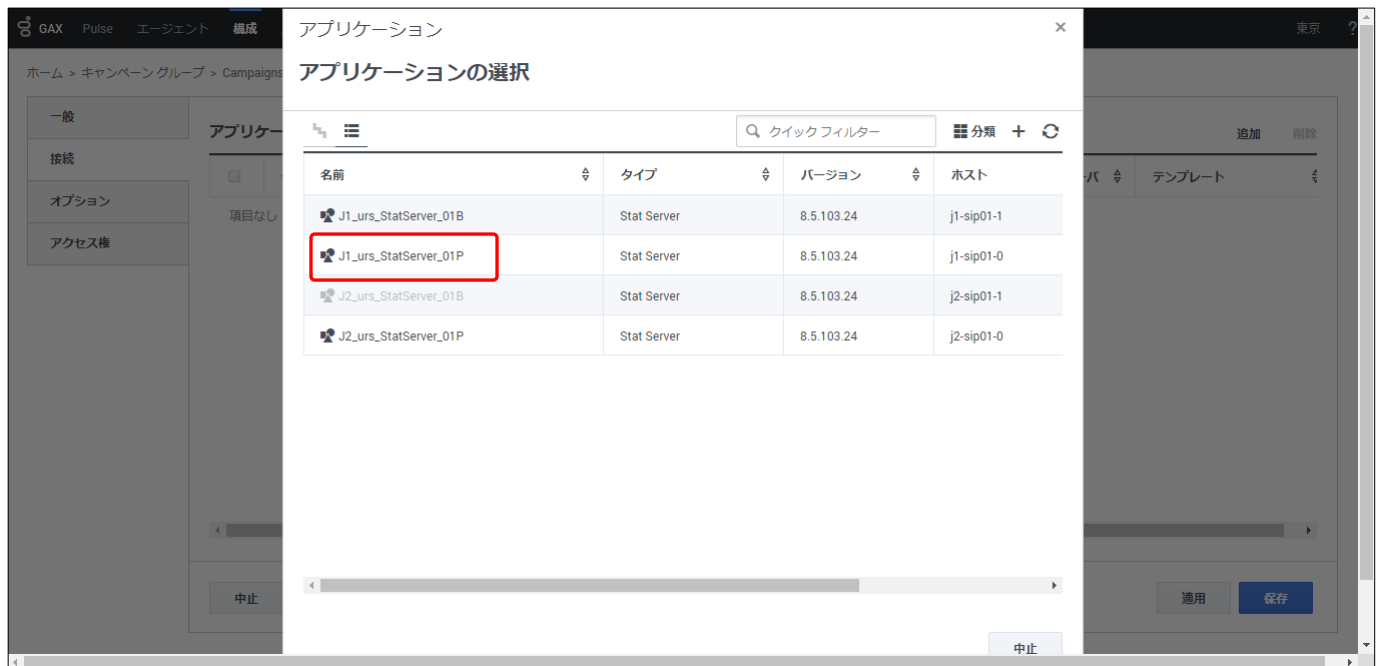 GAX Pulse エージェント 構成
東京 ?
ホーム > キャンペーン グループ > Campaigns
一般
接続
オプション
アクセス権
アプリケー
追加 削除
バ テンプレート
項目なし
中止
適用 保存
アプリケーション ×
アプリケーションの選択
クイック フィルター 分類 +
名前 タイプ バージョン ホスト
J1_urs_StatServer_01B Stat Server 8.5.103.24 j1-sip01-1
J1_urs_StatServer_01P Stat Server 8.5.103.24 j1-sip01-0
J2_urs_StatServer_01B Stat Server 8.5.103.24 j2-sip01-1
J2_urs_StatServer_01P Stat Server 8.5.103.24 j2-sip01-0
中止